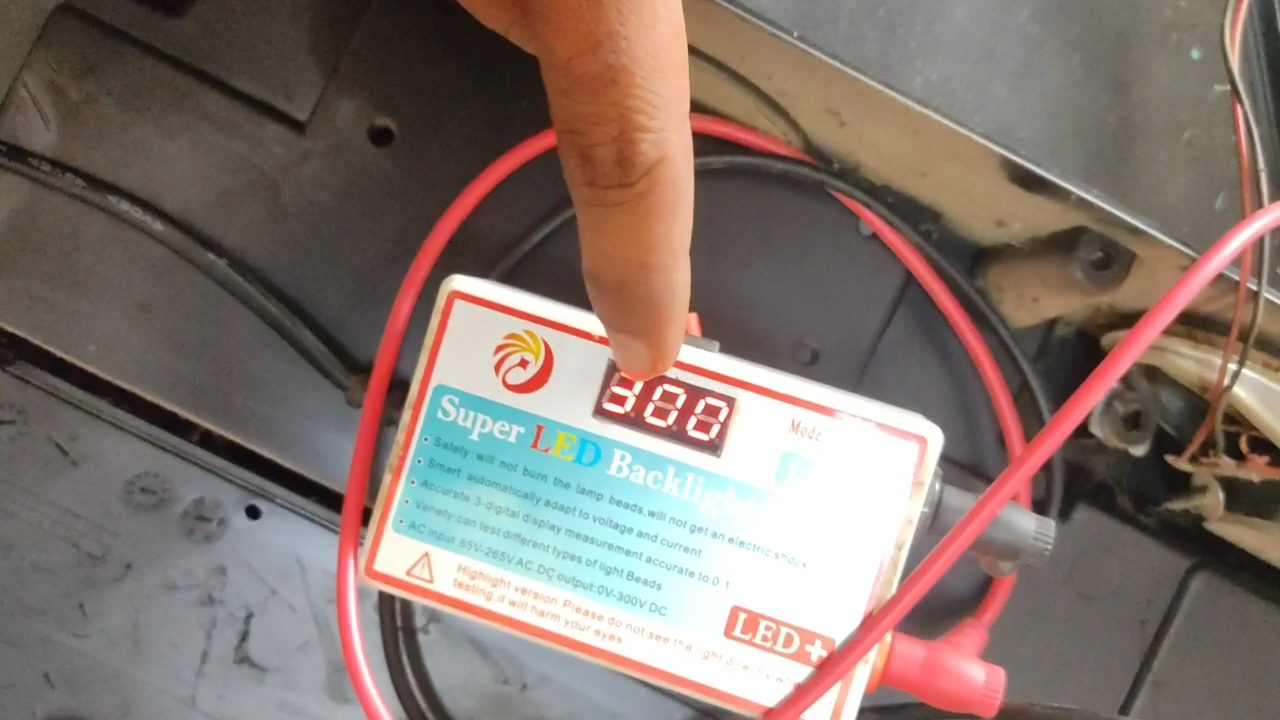 300
Mode
Super LED Backlight
• Safety: will not burn the lamp beads,will not get an electric shock
• Smart: automatically adapt to voltage and current
• Accurate:3-digital display measurement accurate to 0.1
• Variety:can test different types of light Beads
• AC input:65V-265V AC DC output:0V-300V DC
Highlight version.Please do not see the light directly
testing,it will harm your eyes
LED+